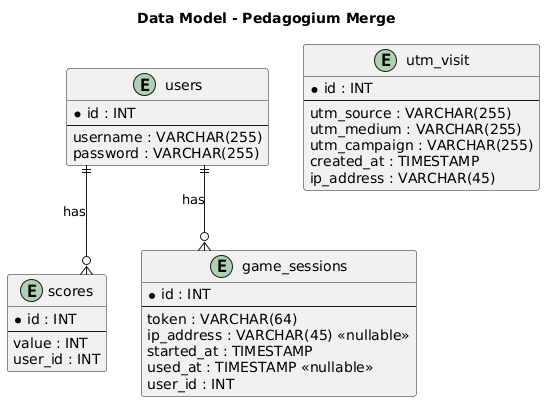 Data Model - Pedagogium Merge
E users
* id : INT
username : VARCHAR(255)
password : VARCHAR(255)
E utm_visit
* id : INT
utm_source : VARCHAR(255)
utm_medium : VARCHAR(255)
utm_campaign : VARCHAR(255)
created_at : TIMESTAMP
ip_address : VARCHAR(45)
has
has
E scores
* id : INT
value : INT
user_id : INT
E game_sessions
* id : INT
token : VARCHAR(64)
ip_address : VARCHAR(45) «nullable»
started_at : TIMESTAMP
used_at : TIMESTAMP «nullable»
user_id : INT